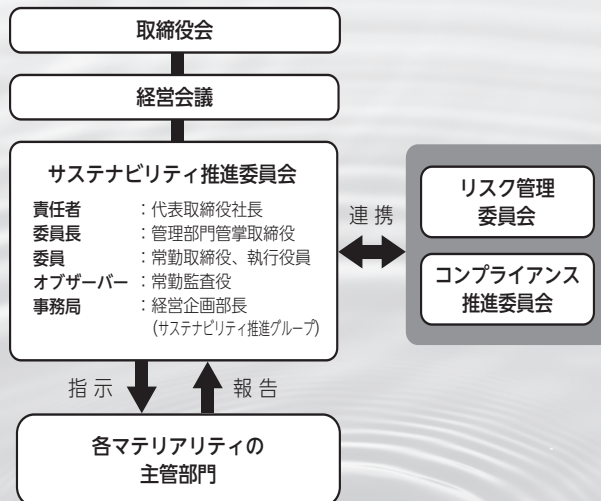 取締役会
経営会議
サステナビリティ推進委員会
責任者　：代表取締役社長
委員長　：管理部門管掌取締役
委員　：常勤取締役、執行役員
オブザーバー：常勤監査役
事務局　：経営企画部長
(サステナビリティ推進グループ)
連携
リスク管理
委員会
コンプライアンス
推進委員会
指示
報告
各マテリアリティの
主管部門